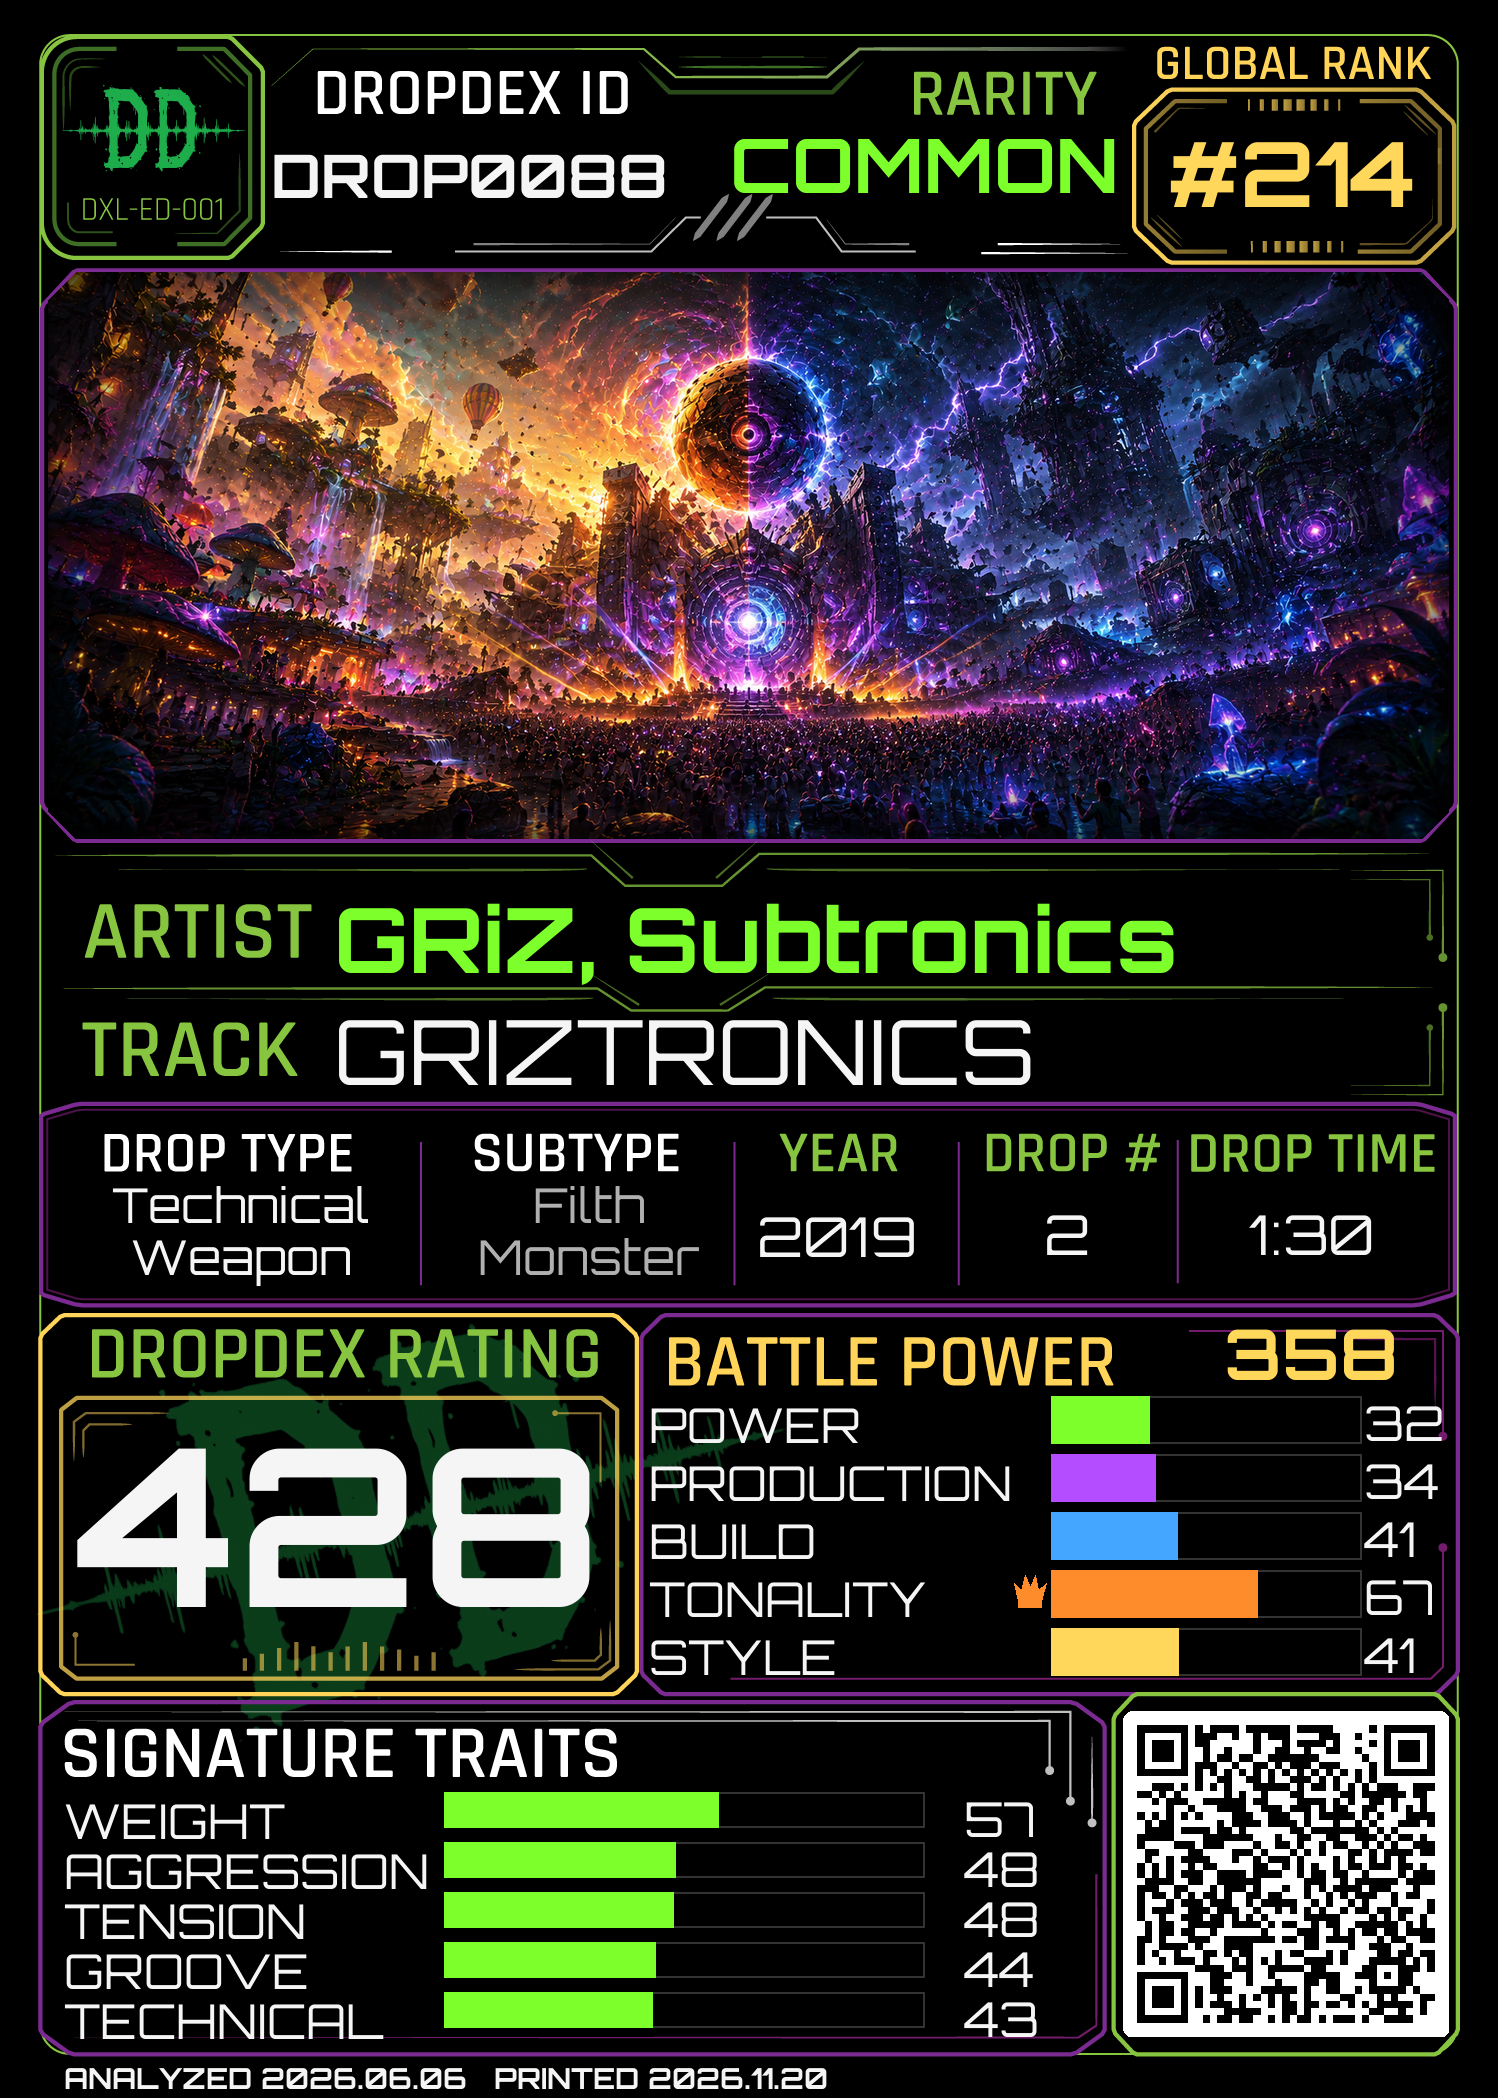 DD
DXL-ED-001
DROPDEX ID
DROP0088
RARITY
COMMON
GLOBAL RANK
#214
ARTIST GRiZ, Subtronics
TRACK GRIZTRONICS
DROP TYPE
Technical
Weapon
SUBTYPE
Filth
Monster
YEAR
2019
DROP #
2
DROP TIME
1:30
DROPDEX RATING
428
BATTLE POWER 358
POWER 32
PRODUCTION 34
BUILD 41
TONALITY 67
STYLE 41
SIGNATURE TRAITS
WEIGHT 57
AGGRESSION 48
TENSION 48
GROOVE 44
TECHNICAL 43
ANALYZED 2026.06.06 PRINTED 2026.11.20